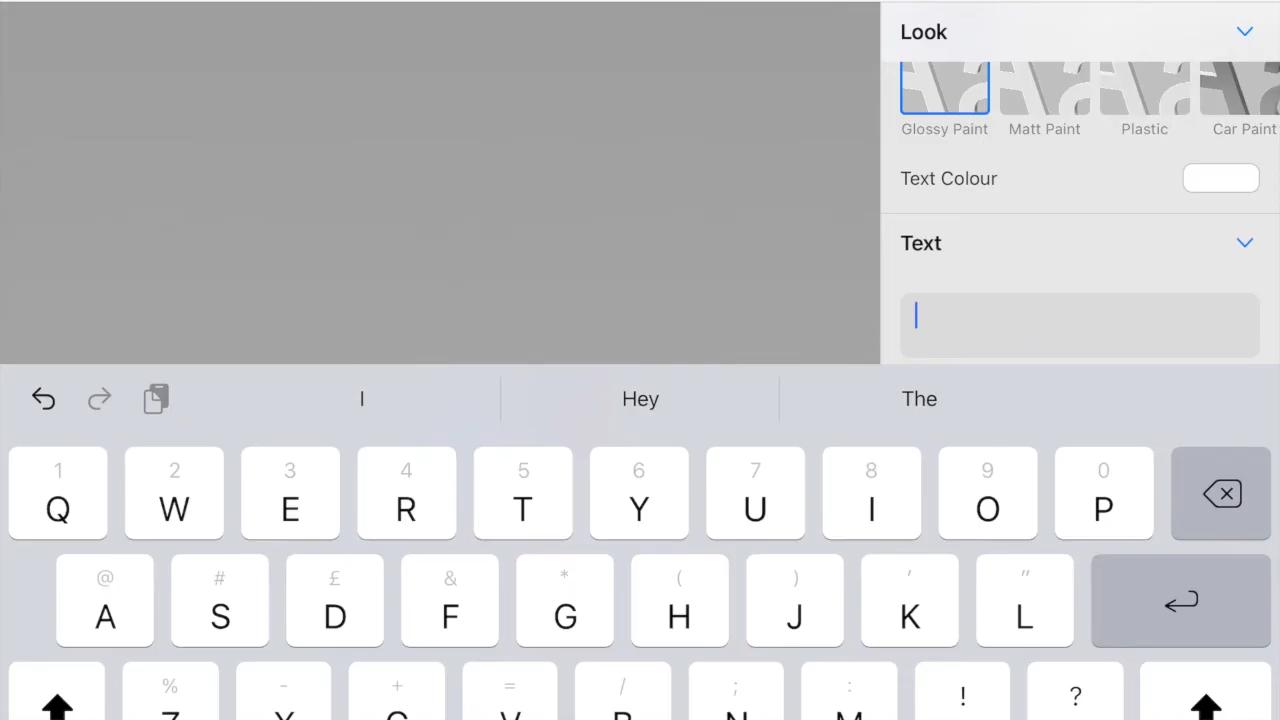 Look
Glossy Paint Matt Paint Plastic Car Paint
Text Colour
Text
I Hey The
1 2 3 4 5 6 7 8 9 0
Q W E R T Y U I O P
@ # £ & * ( ) ' "
A S D F G H J K L
% - + = / ; : ! ?
Z X C V B N M